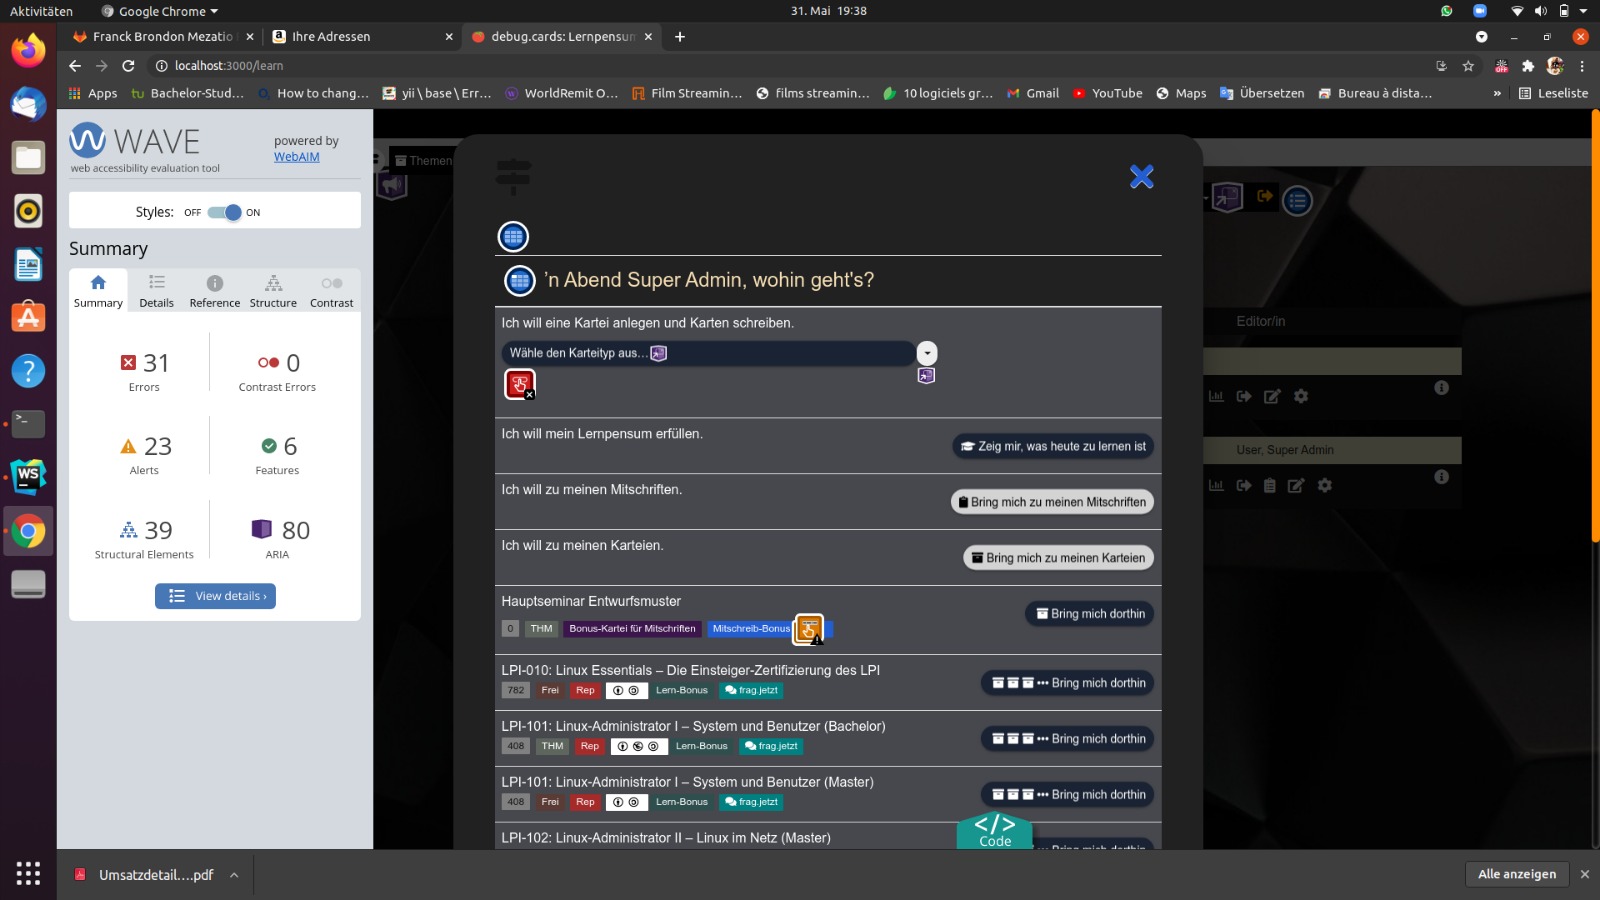 Aktivitäten
Google Chrome
31. Mai 19:38
Franck Brondon Mezatio
Ihre Adressen
debug.cards: Lernpensum
localhost:3000/learn
Apps
Bachelor-Stud…
How to chang…
yii \ base \ Err…
WorldRemit O…
Film Streamin…
films streamin…
10 logiciels gr…
Gmail
YouTube
Maps
Übersetzen
Bureau à dista…
»
Leseliste
WAVE
web accessibility evaluation tool
powered by
WebAIM
Styles: OFF ON
Summary
Summary
Details
Reference
Structure
Contrast
31
Errors
0
Contrast Errors
23
Alerts
6
Features
39
Structural Elements
80
ARIA
View details ›
Themen
'n Abend Super Admin, wohin geht's?
Ich will eine Kartei anlegen und Karten schreiben.
Wähle den Karteityp aus...
Ich will mein Lernpensum erfüllen.
Zeig mir, was heute zu lernen ist
Ich will zu meinen Mitschriften.
Bring mich zu meinen Mitschriften
Ich will zu meinen Karteien.
Bring mich zu meinen Karteien
Hauptseminar Entwurfsmuster
0 THM Bonus-Kartei für Mitschriften Mitschreib-Bonus
Bring mich dorthin
LPI-010: Linux Essentials – Die Einsteiger-Zertifizierung des LPI
782 Frei Rep Lern-Bonus frag.jetzt
••• Bring mich dorthin
LPI-101: Linux-Administrator I – System und Benutzer (Bachelor)
408 THM Rep Lern-Bonus frag.jetzt
••• Bring mich dorthin
LPI-101: Linux-Administrator I – System und Benutzer (Master)
408 Frei Rep Lern-Bonus frag.jetzt
••• Bring mich dorthin
LPI-102: Linux-Administrator II – Linux im Netz (Master)
Bring mich dorthin
</>
Code
Editor/in
User, Super Admin
Umsatzdetail....pdf
Alle anzeigen